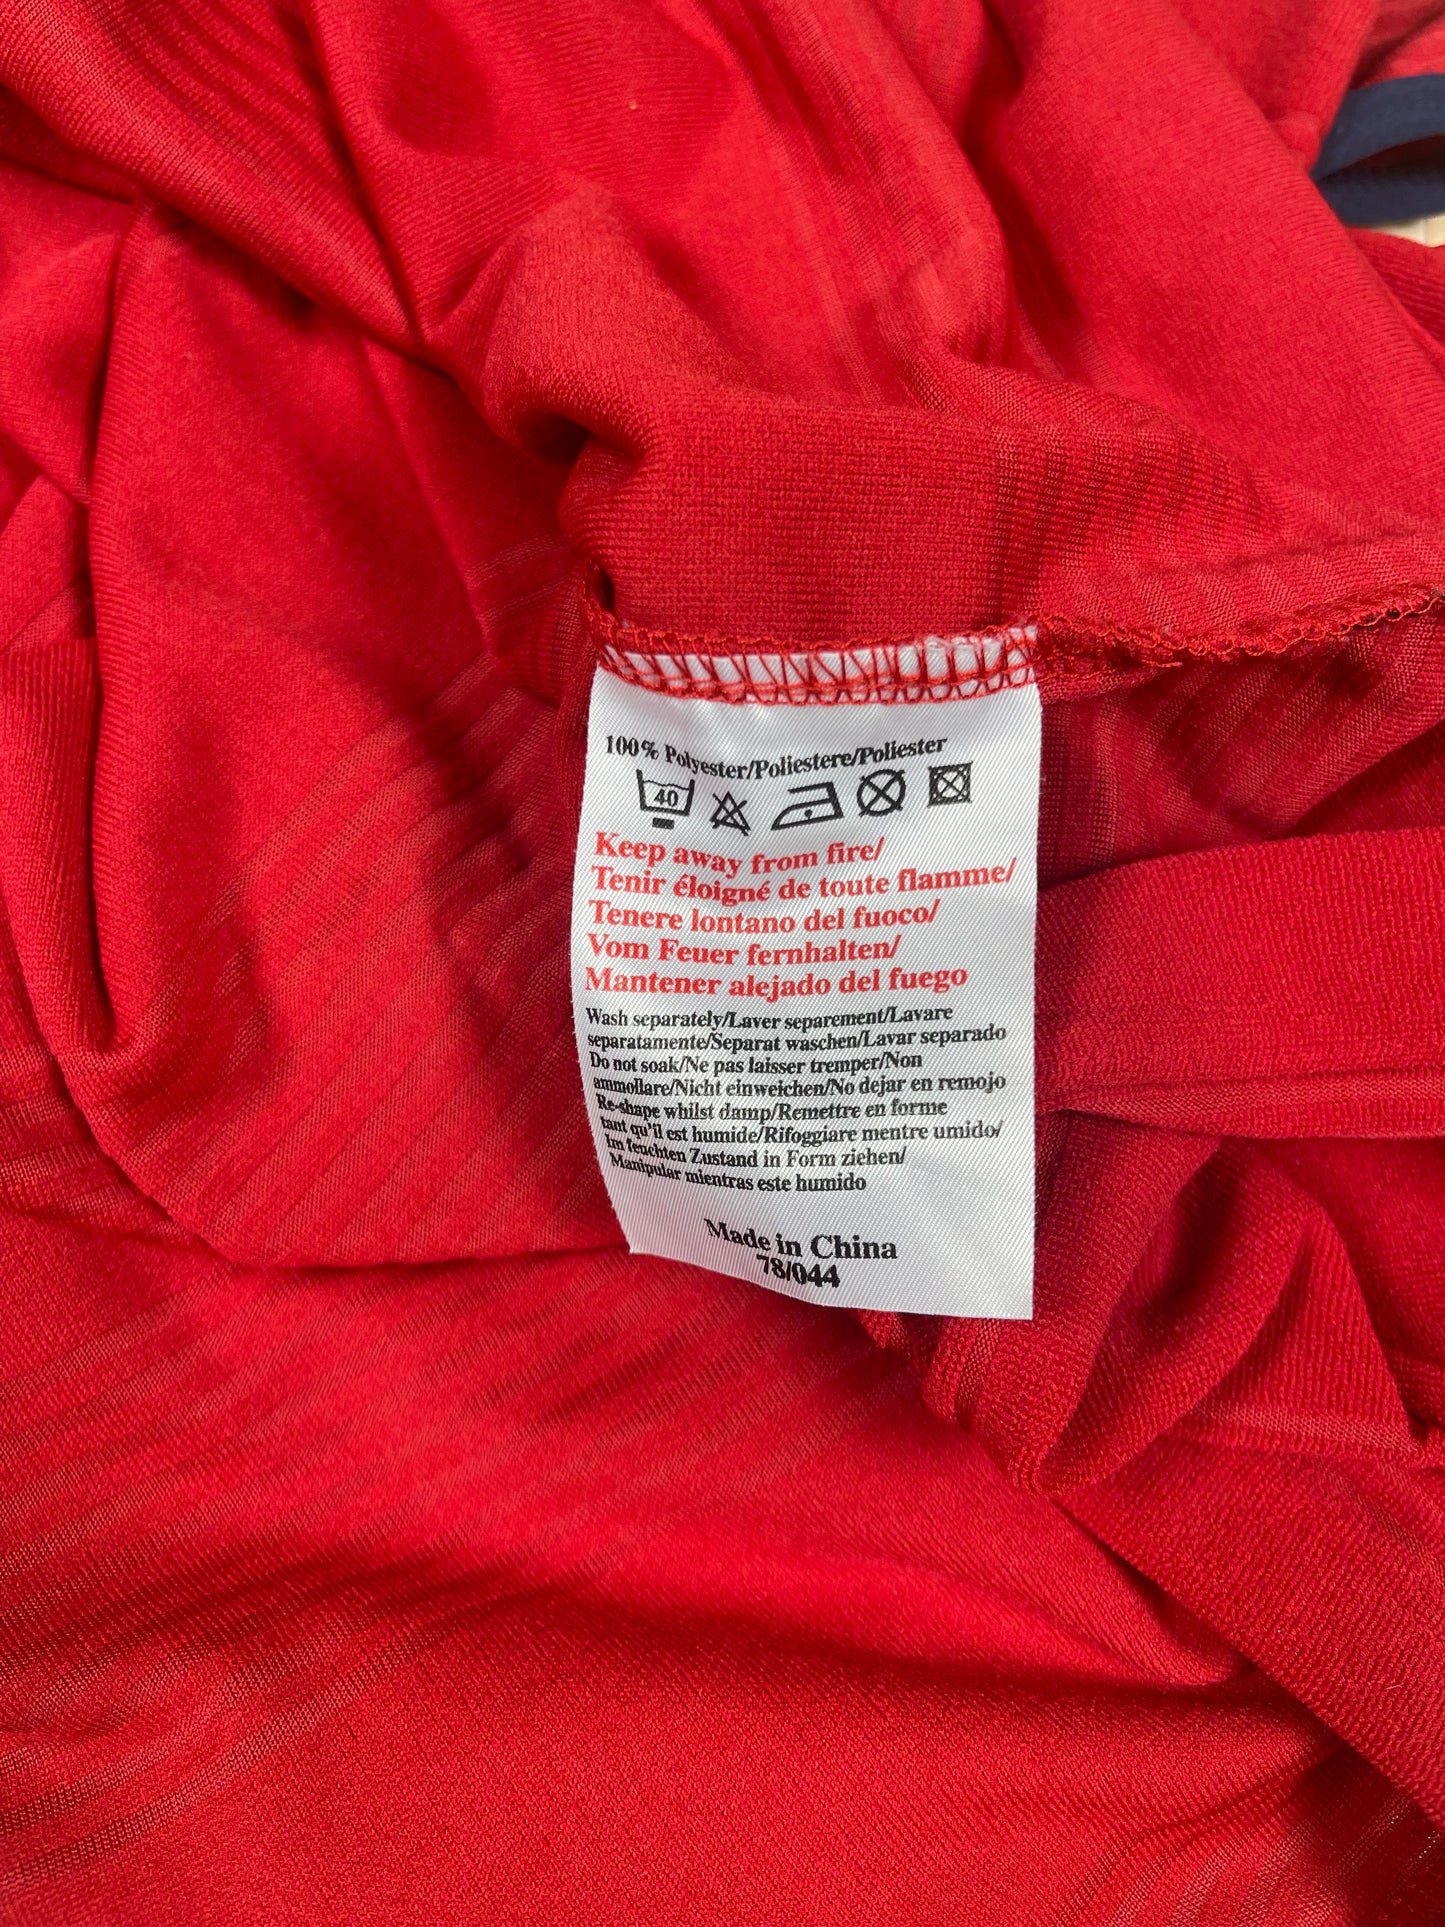 100% Polyester/Poliestere/Poliester
40
Keep away from fire/
Tenir éloigné de toute flamme/
Tenere lontano del fuoco/
Vom Feuer fernhalten/
Mantener alejado del fuego
Wash separately/Laver separement/Lavare
separatamente/Separat waschen/Lavar separado
Do not soak/Ne pas laisser tremper/Non
ammollare/Nicht einweichen/No dejar en remojo
Re-shape whilst damp/Remettre en forme
tant qu'il est humide/Rifoggiare mentre umido/
Im feuchten Zustand in Form ziehen/
Manipular mientras este humido
Made in China
78/044